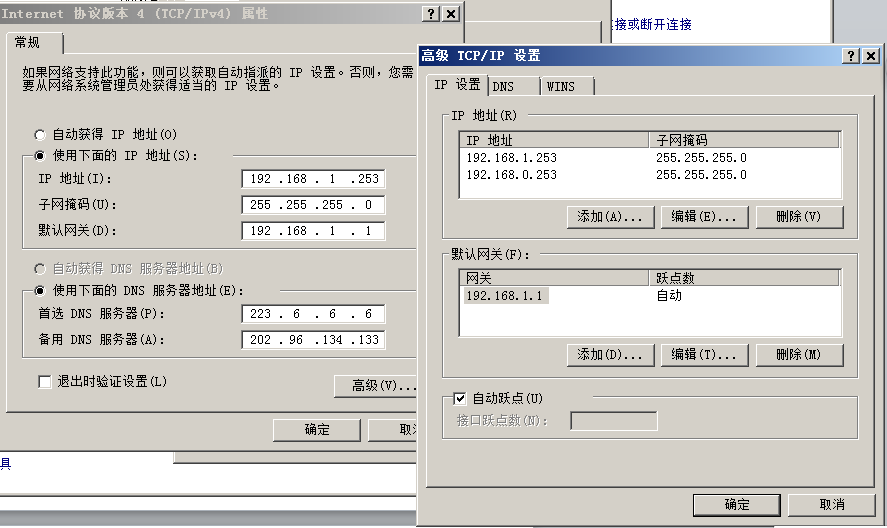 Internet 协议版本 4 (TCP/IPv4) 属性
常规
如果网络支持此功能，则可以获取自动指派的 IP 设置。否则，您需
要从网络系统管理员处获得适当的 IP 设置。
自动获得 IP 地址(O)
使用下面的 IP 地址(S):
IP 地址(I):
192 .168 . 1 .253
子网掩码(U):
255 .255 .255 . 0
默认网关(D):
192 .168 . 1 . 1
自动获得 DNS 服务器地址(B)
使用下面的 DNS 服务器地址(E):
首选 DNS 服务器(P):
223 . 6 . 6 . 6
备用 DNS 服务器(A):
202 .96 .134 .133
退出时验证设置(L)
高级(V)...
确定
具
接或断开连接
高级 TCP/IP 设置
IP 设置
DNS
WINS
IP 地址(R)
IP 地址 子网掩码
192.168.1.253 255.255.255.0
192.168.0.253 255.255.255.0
添加(A)... 编辑(E)... 删除(V)
默认网关(F):
网关 跃点数
192.168.1.1 自动
添加(D)... 编辑(T)... 删除(M)
自动跃点(U)
接口跃点数(N):
确定 取消